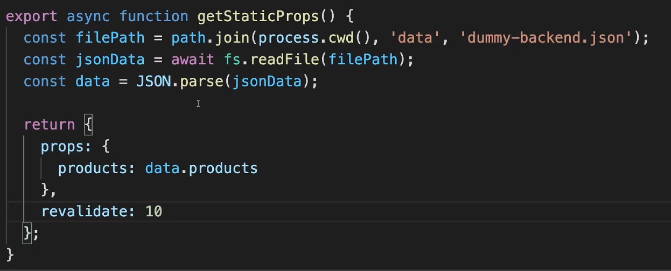 export async function getStaticProps() {
const filePath = path.join(process.cwd(), 'data', 'dummy-backend.json');
const jsonData = await fs.readFile(filePath);
const data = JSON.parse(jsonData);
return {
props: {
products: data.products
},
revalidate: 10
};
}